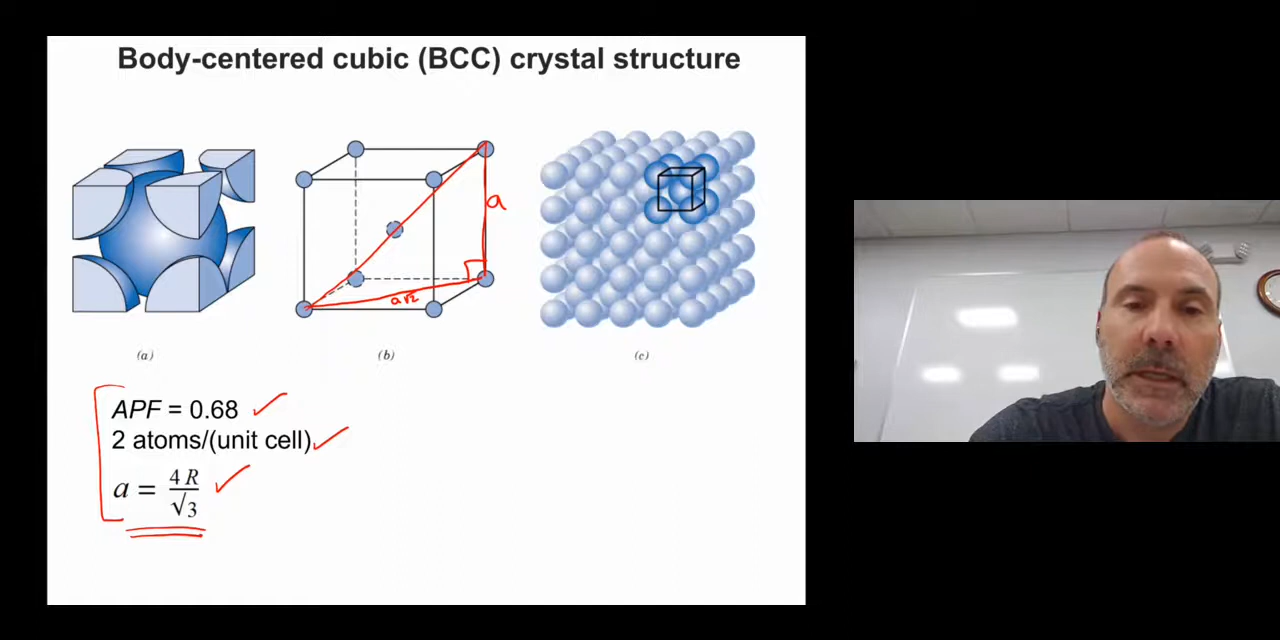 Body-centered cubic (BCC) crystal structure
a
a√2
(a)
(b)
(c)
APF = 0.68
2 atoms/(unit cell)
a = 4R/√3